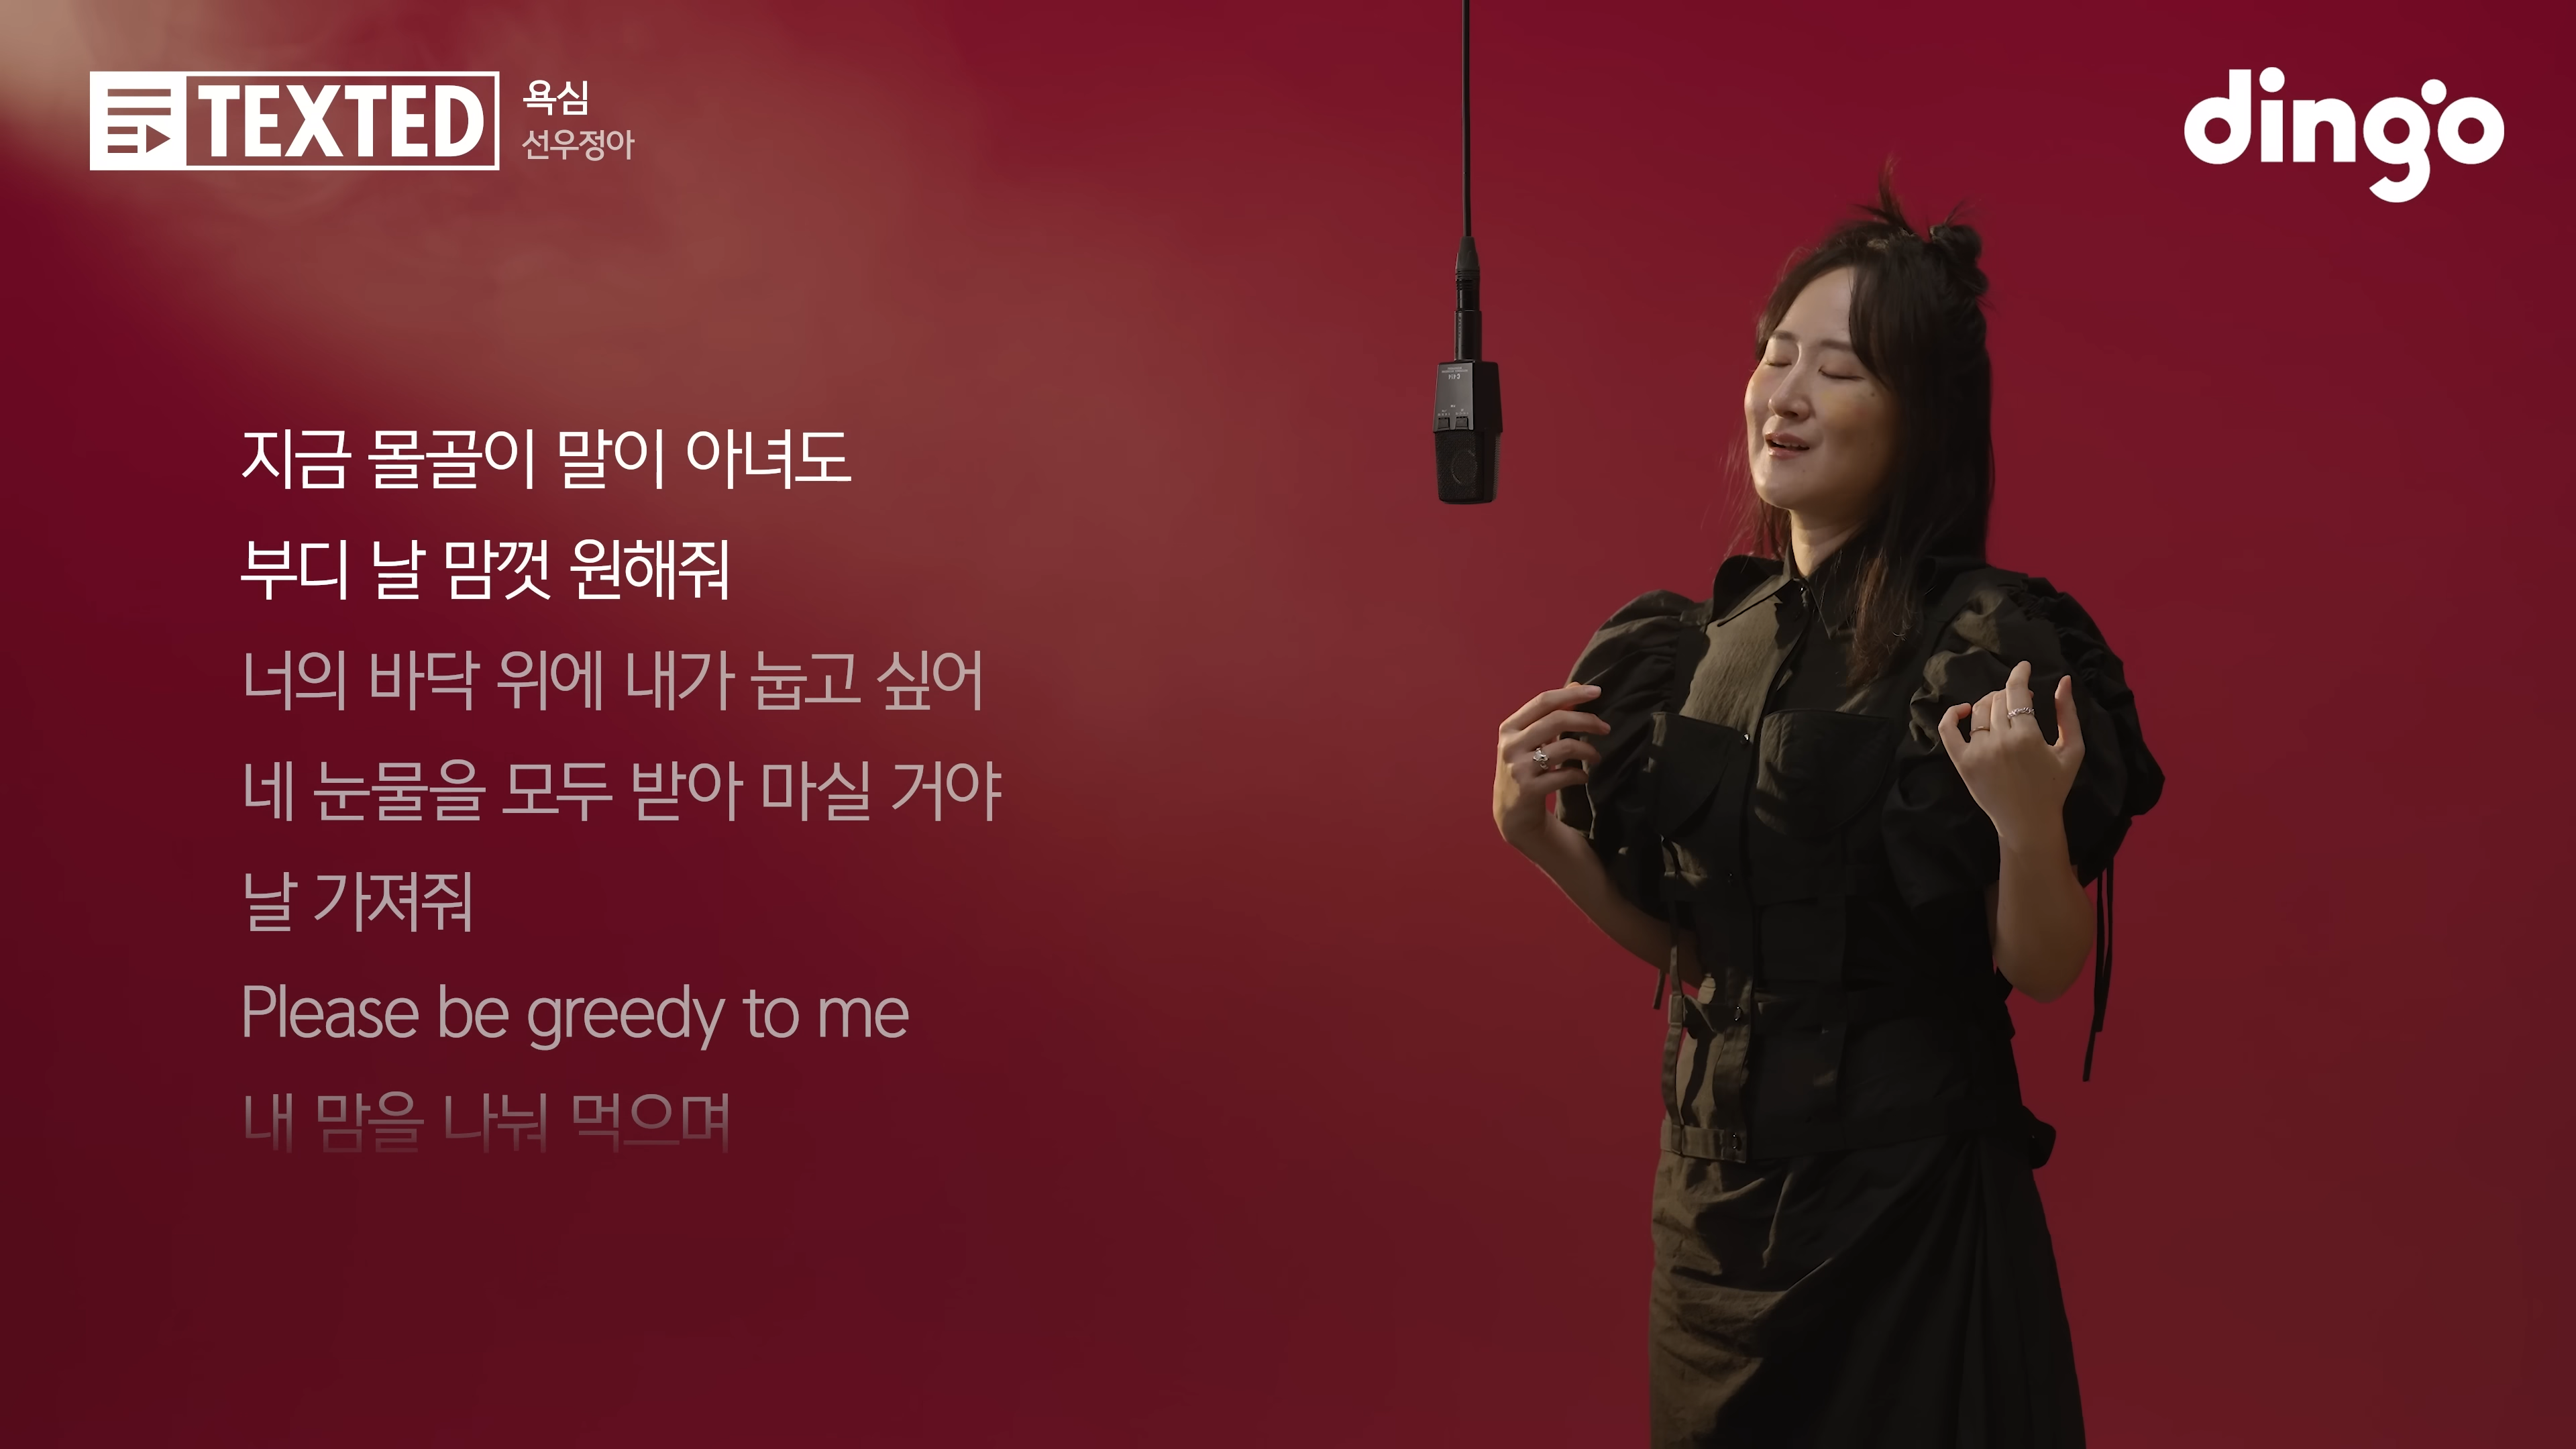 TEXTED
욕심
선우정아
dingo
지금 몰골이 말이 아녀도
부디 날 맘껏 원해줘
너의 바닥 위에 내가 눕고 싶어
네 눈물을 모두 받아 마실 거야
날 가져줘
Please be greedy to me
내 맘을 나눠 먹으며